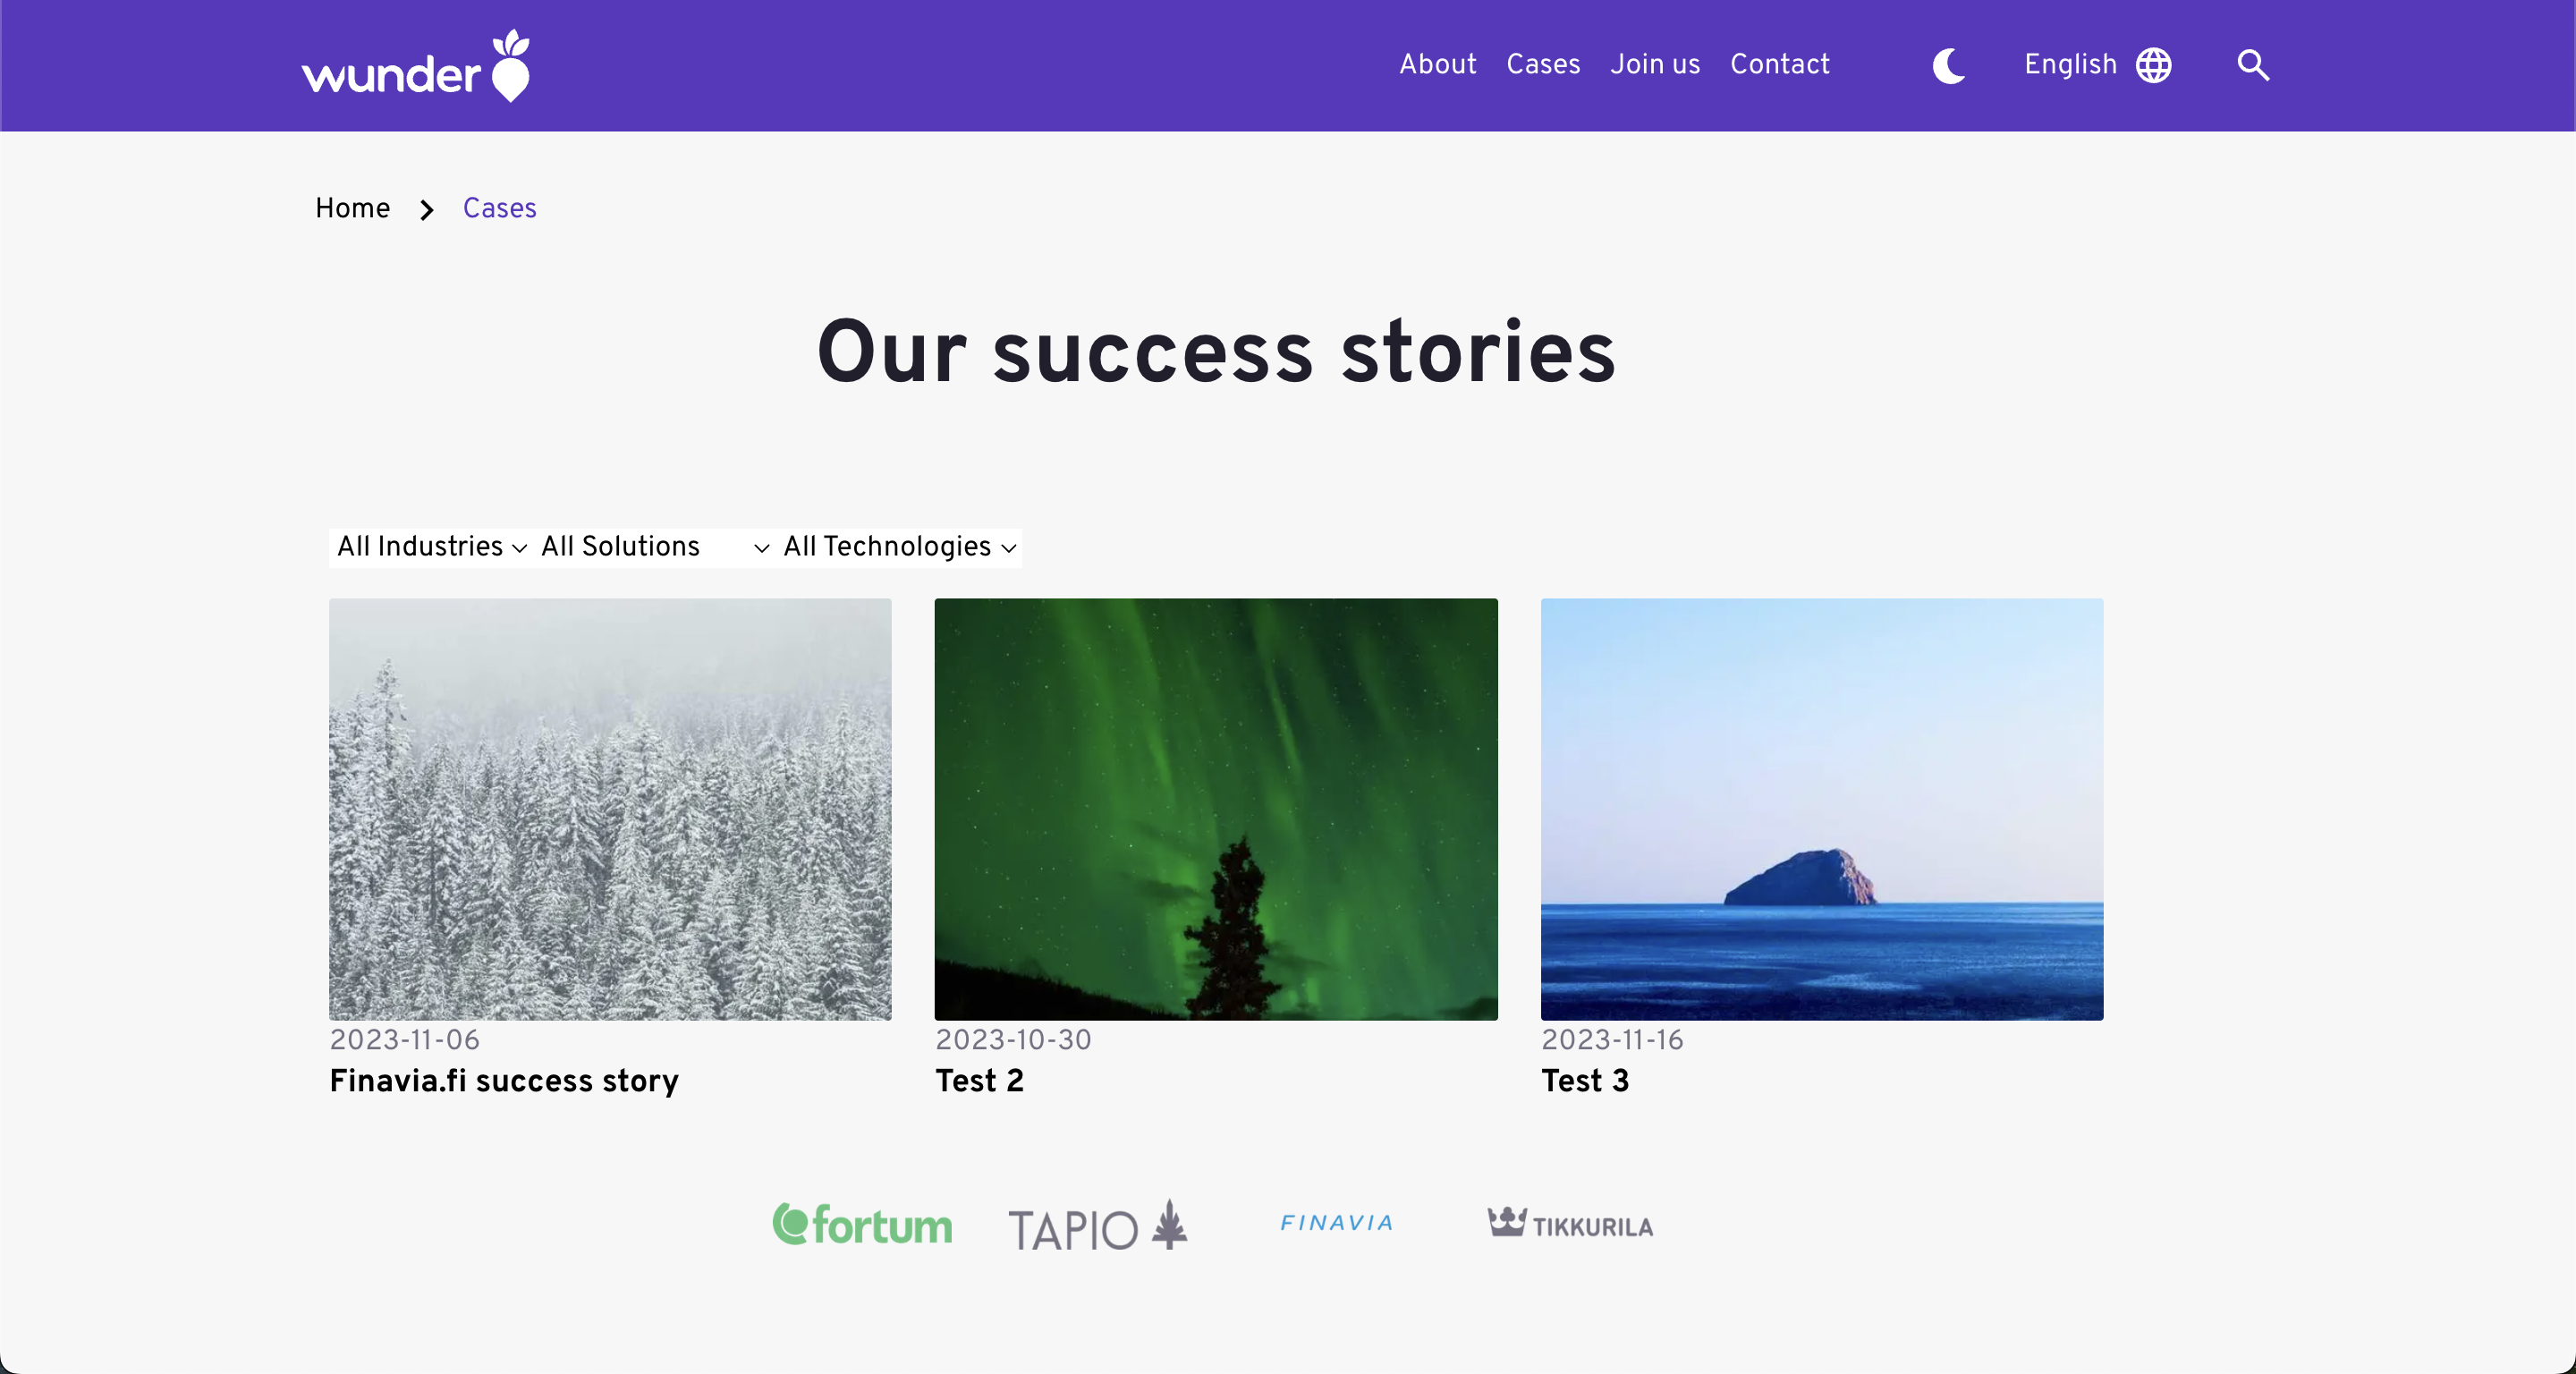 wunder
About Cases Join us Contact English
Home Cases
Our success stories
All Industries All Solutions All Technologies
2023-11-06
Finavia.fi success story
2023-10-30
Test 2
2023-11-16
Test 3
fortum TAPIO FINAVIA TIKKURILA